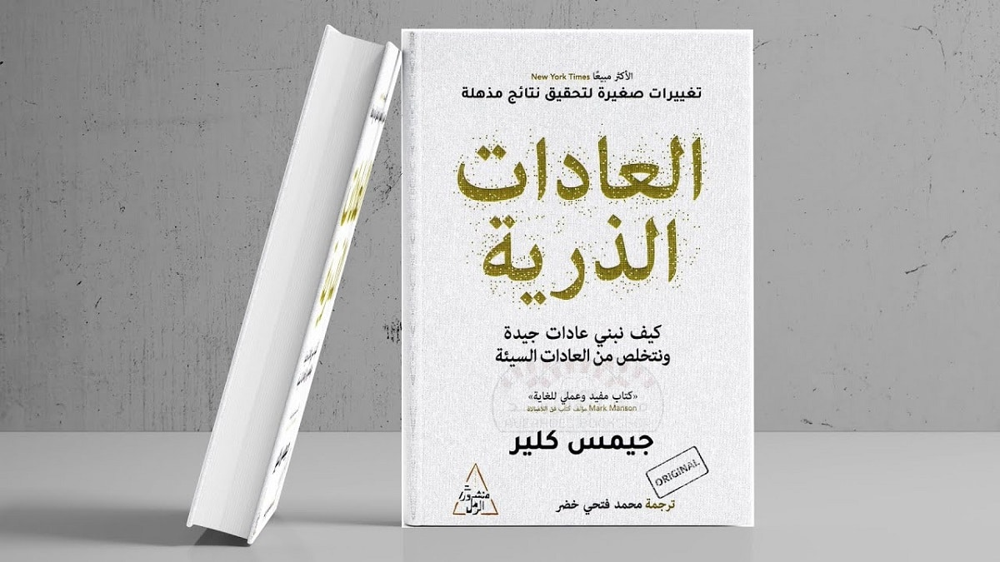 الأكثر مبيعًا New York Times
تغييرات صغيرة لتحقيق نتائج مذهلة
العادات
الذرية
كيف نبني عادات جيدة
ونتخلص من العادات السيئة
«كتاب مفيد وعملي للغاية»
Mark Manson مؤلف كتاب فن اللامبالاة
جيمس كلير
ORIGINAL
ترجمة محمد فتحي خضر
منشورات
الرمل